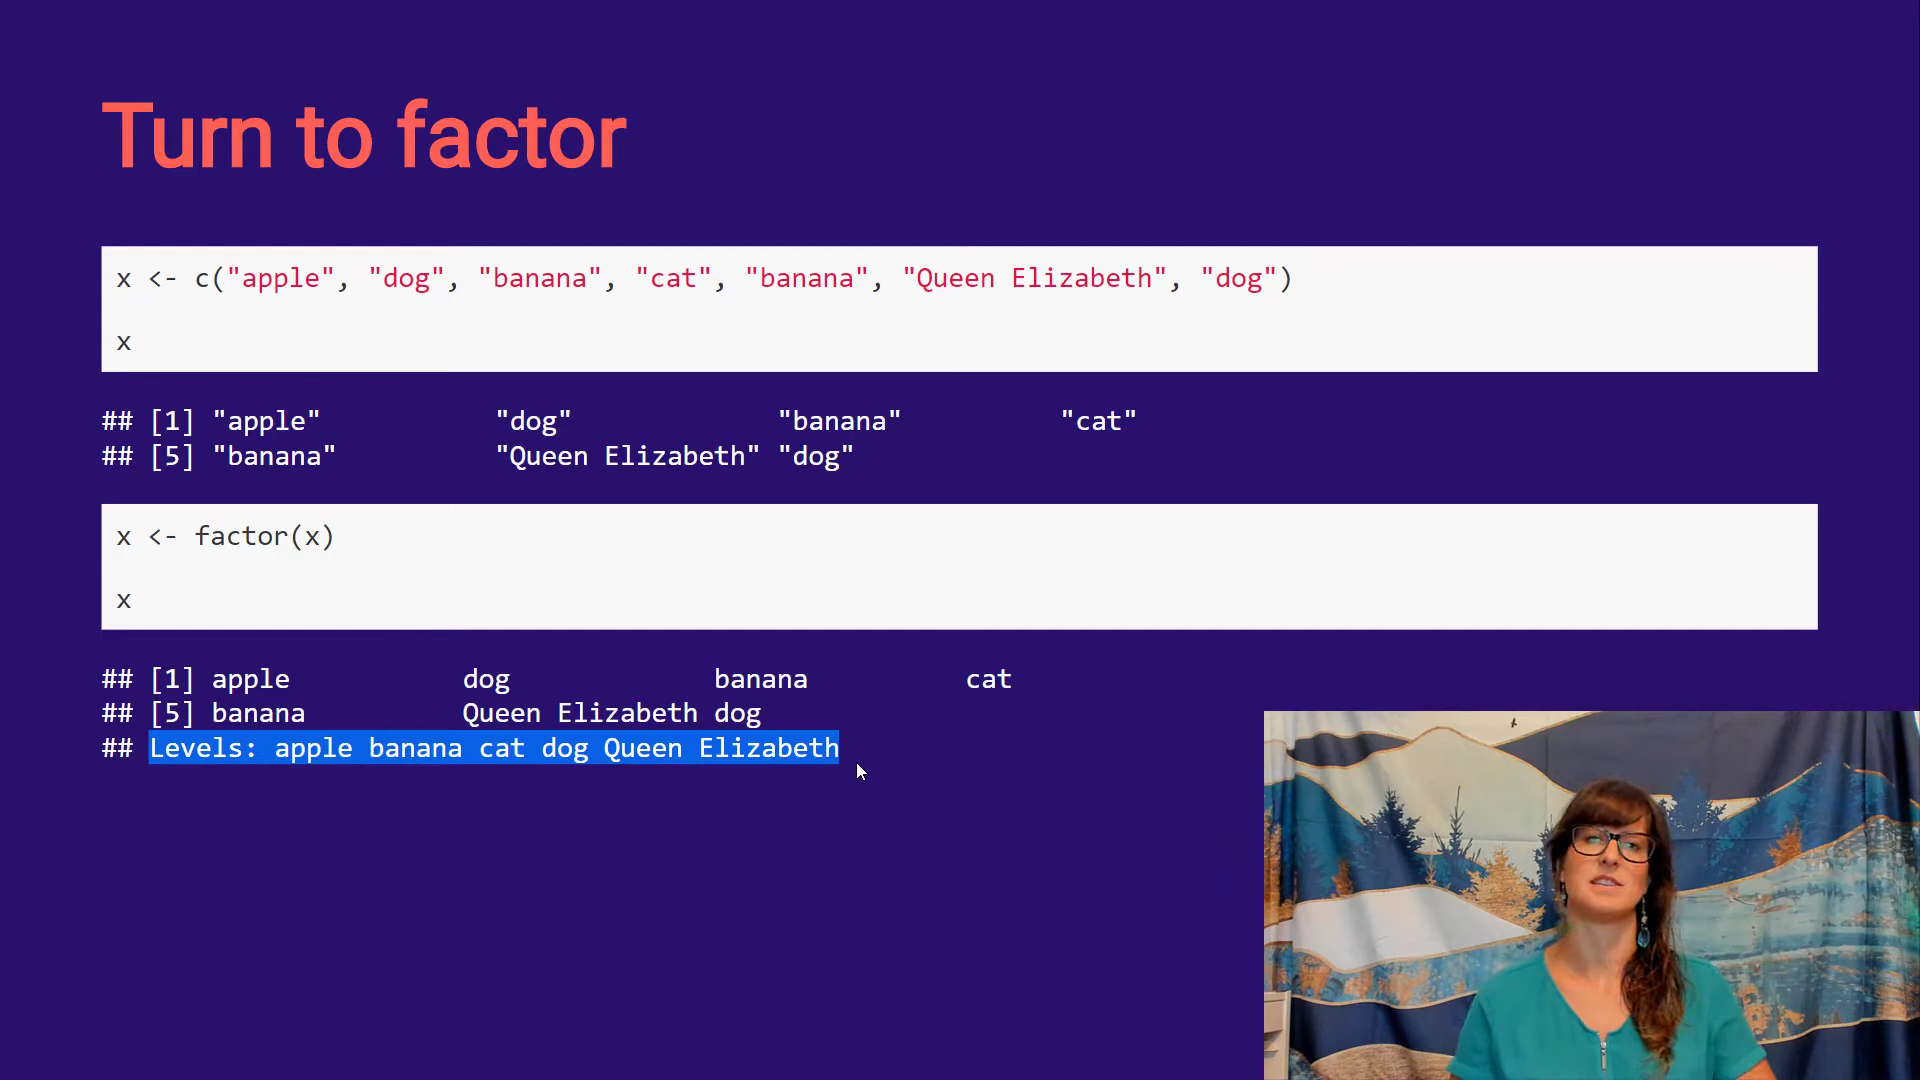 Turn to factor
x <- c("apple", "dog", "banana", "cat", "banana", "Queen Elizabeth", "dog")
x
## [1] "apple"           "dog"             "banana"          "cat"
## [5] "banana"          "Queen Elizabeth" "dog"
x <- factor(x)
x
## [1] apple           dog             banana          cat
## [5] banana          Queen Elizabeth dog
## Levels: apple banana cat dog Queen Elizabeth